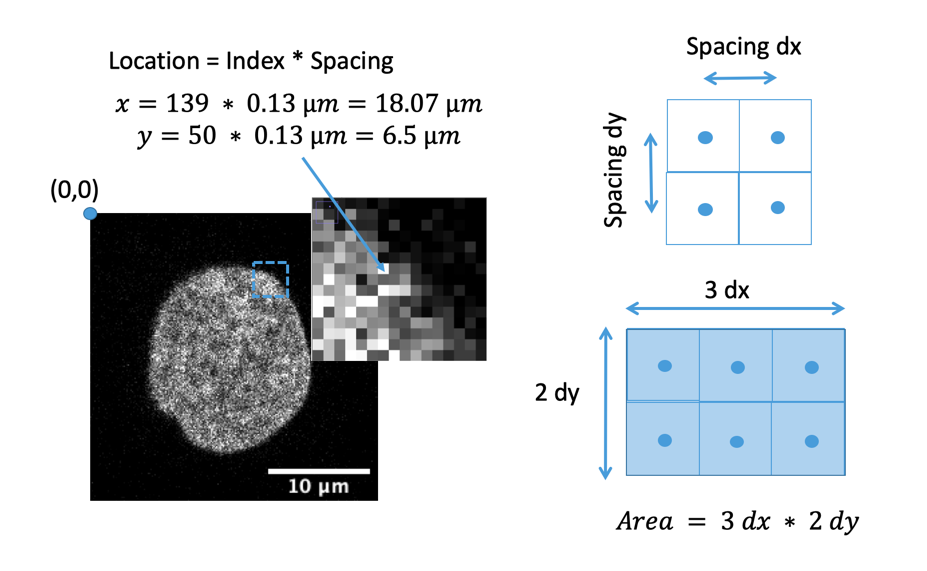 Location = Index * Spacing
x = 139 * 0.13 µm = 18.07 µm
y = 50 * 0.13 µm = 6.5 µm
(0,0)
10 µm
Spacing dx
Spacing dy
3 dx
2 dy
Area = 3 dx * 2 dy